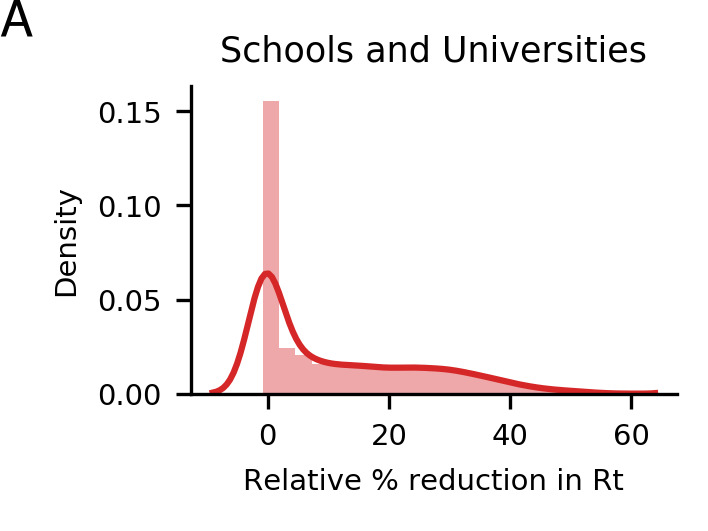 A
Schools and Universities
Density
0.15
0.10
0.05
0.00
0 20 40 60
Relative % reduction in Rt